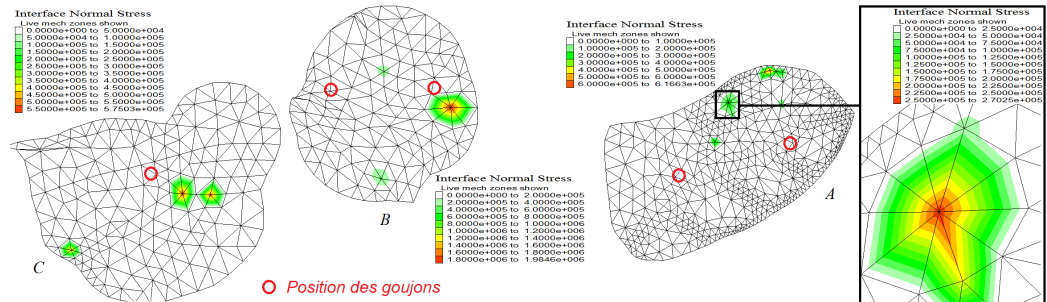 Interface Normal Stress
Live mech zones shown
0.0000e+000 to 5.0000e+004
5.0000e+004 to 1.0000e+005
1.0000e+005 to 1.5000e+005
1.5000e+005 to 2.0000e+005
2.0000e+005 to 2.5000e+005
2.5000e+005 to 3.0000e+005
3.0000e+005 to 3.5000e+005
3.5000e+005 to 4.0000e+005
4.0000e+005 to 4.5000e+005
4.5000e+005 to 5.0000e+005
5.0000e+005 to 5.5000e+005
5.5000e+005 to 5.7503e+005
C
B
Interface Normal Stress
Live mech zones shown
0.0000e+000 to 2.0000e+005
2.0000e+005 to 4.0000e+005
4.0000e+005 to 6.0000e+005
6.0000e+005 to 8.0000e+005
8.0000e+005 to 1.0000e+006
1.0000e+006 to 1.2000e+006
1.2000e+006 to 1.4000e+006
1.4000e+006 to 1.6000e+006
1.6000e+006 to 1.8000e+006
1.8000e+006 to 1.9846e+006
Position des goujons
Interface Normal Stress
Live mech zones shown
0.0000e+000 to 1.0000e+005
1.0000e+005 to 2.0000e+005
2.0000e+005 to 3.0000e+005
3.0000e+005 to 4.0000e+005
4.0000e+005 to 5.0000e+005
5.0000e+005 to 6.0000e+005
6.0000e+005 to 6.1663e+005
A
Interface Normal Stress
Live mech zones shown
0.0000e+000 to 2.5000e+004
2.5000e+004 to 5.0000e+004
5.0000e+004 to 7.5000e+004
7.5000e+004 to 1.0000e+005
1.0000e+005 to 1.2500e+005
1.2500e+005 to 1.5000e+005
1.5000e+005 to 1.7500e+005
1.7500e+005 to 2.0000e+005
2.0000e+005 to 2.2500e+005
2.2500e+005 to 2.5000e+005
2.5000e+005 to 2.7025e+005